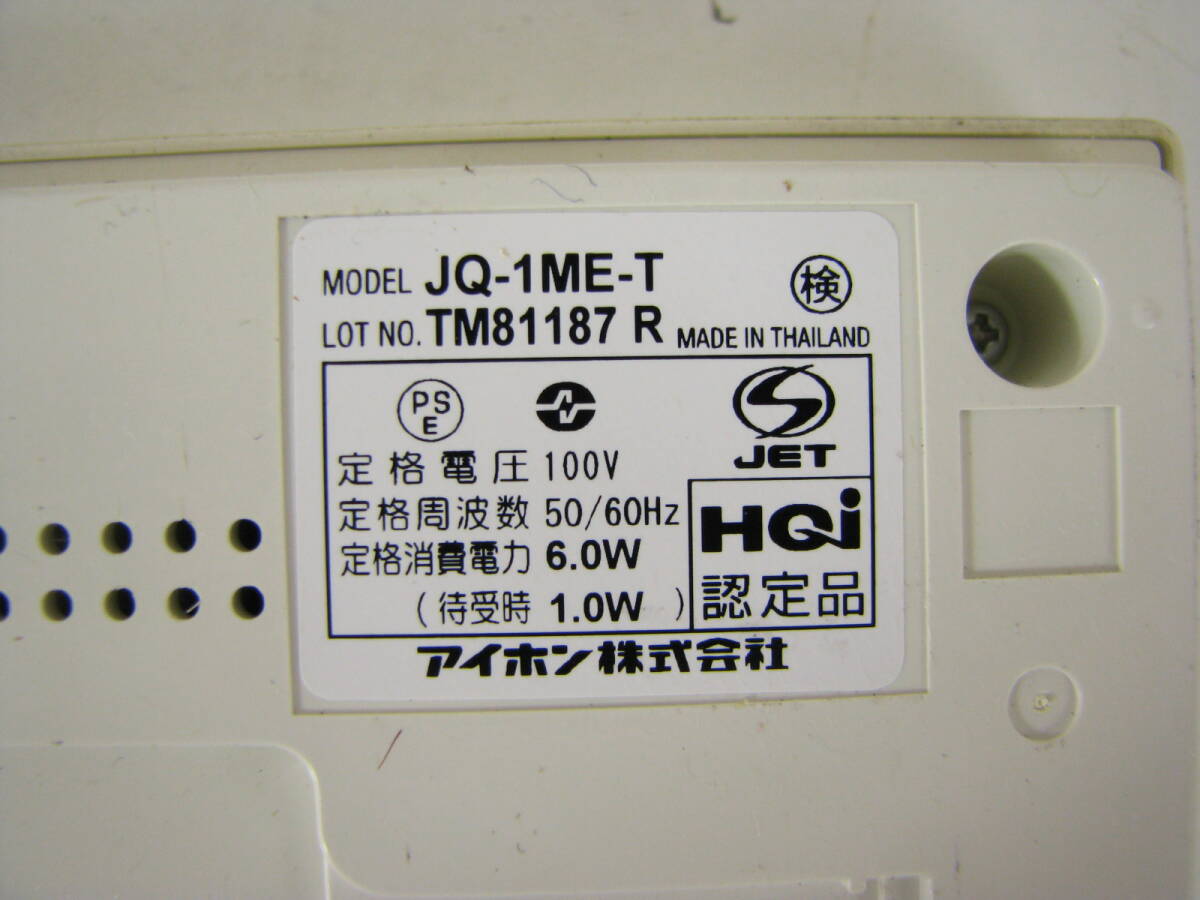 MODEL JQ-1ME-T
検
LOT NO. TM81187 R MADE IN THAILAND
PS
E
JET
定格電圧 100V
定格周波数 50/60Hz
定格消費電力 6.0W
(待受時 1.0W)
HQi
認定品
アイホン株式会社